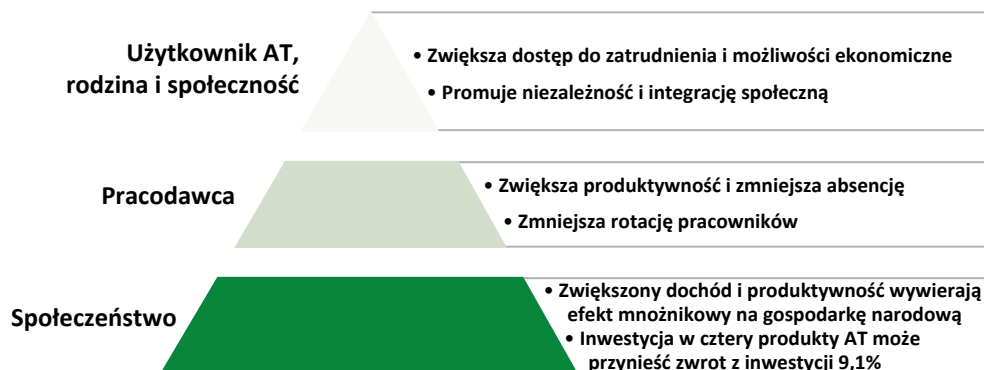 Użytkownik AT,
rodzina i społeczność
• Zwiększa dostęp do zatrudnienia i możliwości ekonomiczne
• Promuje niezależność i integrację społeczną
Pracodawca
• Zwiększa produktywność i zmniejsza absencję
• Zmniejsza rotację pracowników
Społeczeństwo
• Zwiększony dochód i produktywność wywierają
efekt mnożnikowy na gospodarkę narodową
• Inwestycja w cztery produkty AT może
przynieść zwrot z inwestycji 9,1%